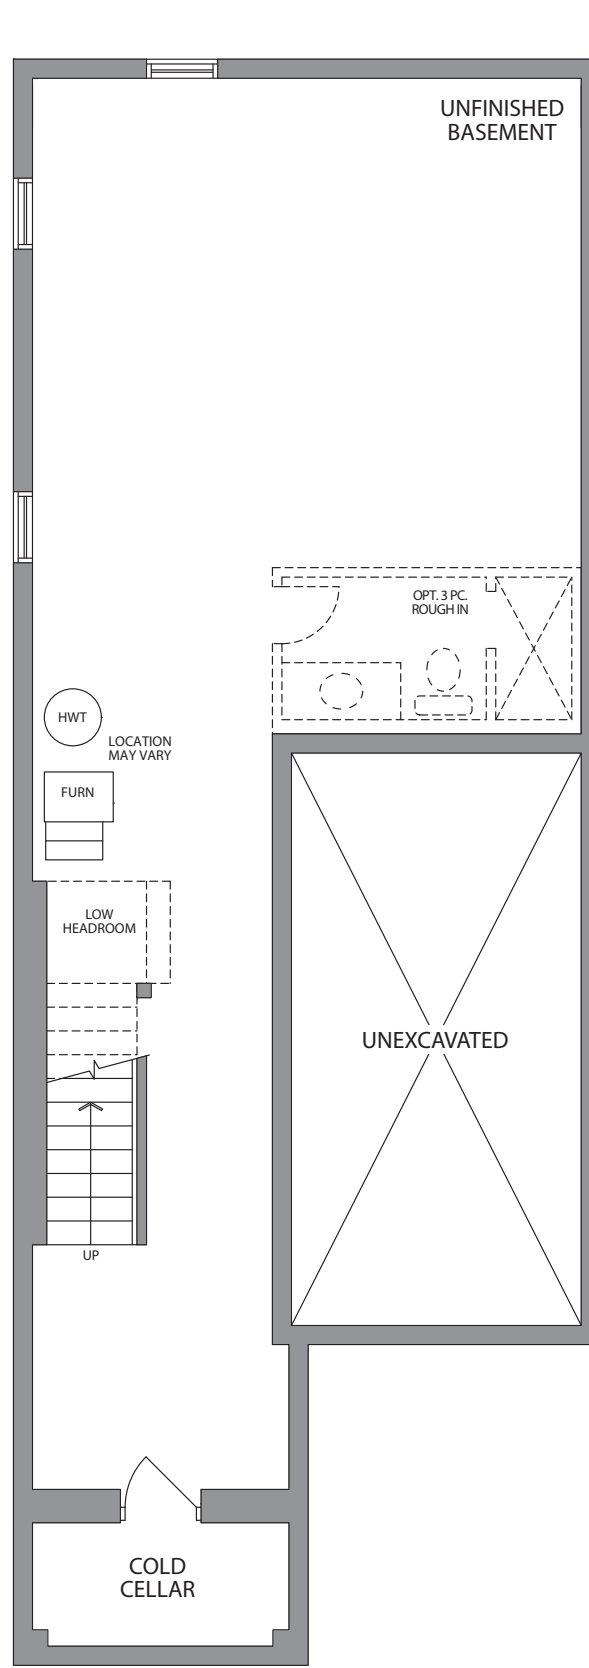 UNFINISHED
BASEMENT
OPT. 3 PC.
ROUGH IN
HWT
LOCATION
MAY VARY
FURN
LOW
HEADROOM
UNEXCAVATED
UP
COLD
CELLAR